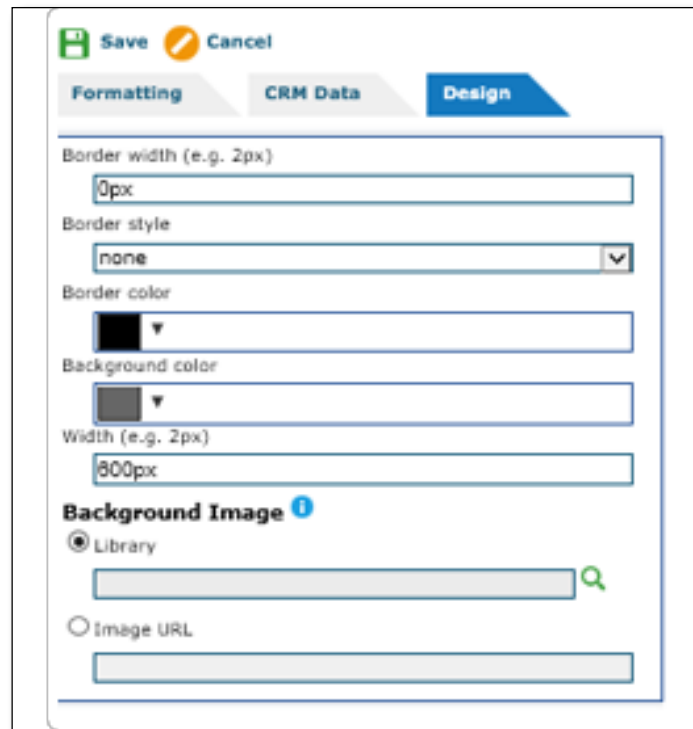 Save Cancel
Formatting CRM Data Design
Border width (e.g. 2px)
0px
Border style
none
Border color
Background color
Width (e.g. 2px)
600px
Background Image
Library
Image URL